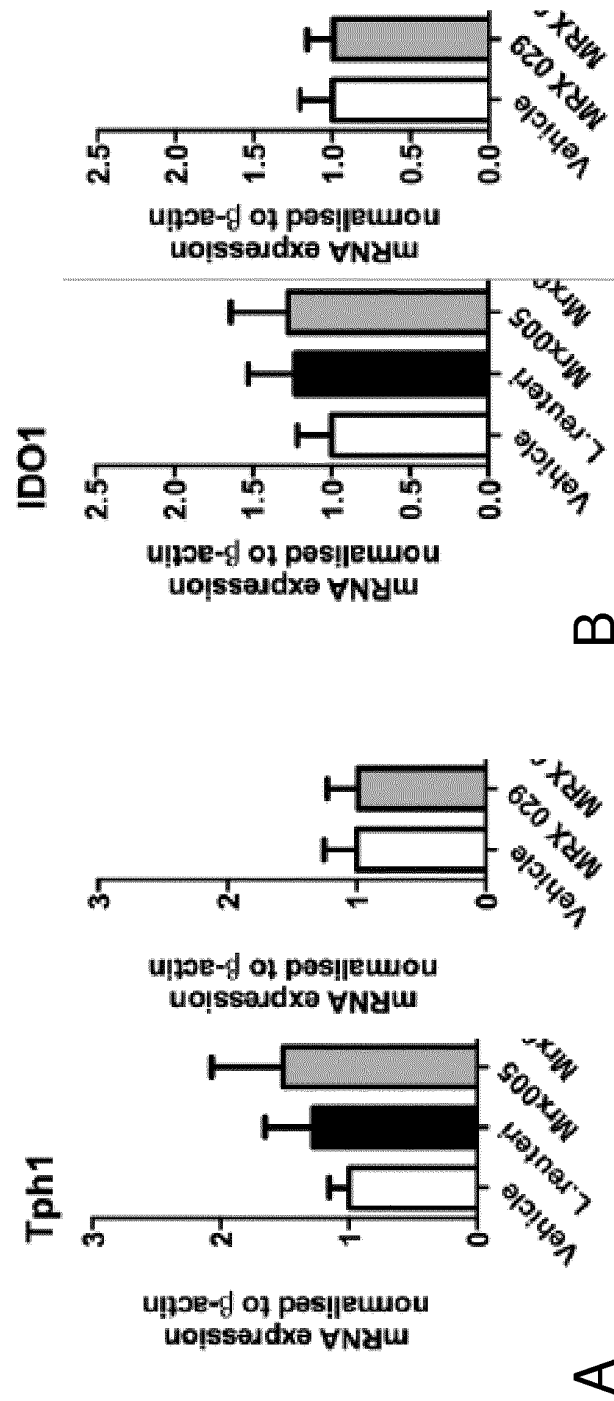 A
Tph1
mRNA expression
normalised to β-actin
3
2
1
0
Vehicle
L.reuteri
Mrx005
mRNA expression
normalised to β-actin
3
2
1
0
Vehicle
MRX 029
MRX
B
IDO1
mRNA expression
normalised to β-actin
2.5
2.0
1.5
1.0
0.5
0.0
Vehicle
L.reuteri
Mrx005
mRNA expression
normalised to β-actin
2.5
2.0
1.5
1.0
0.5
0.0
Vehicle
MRX 029
MRX